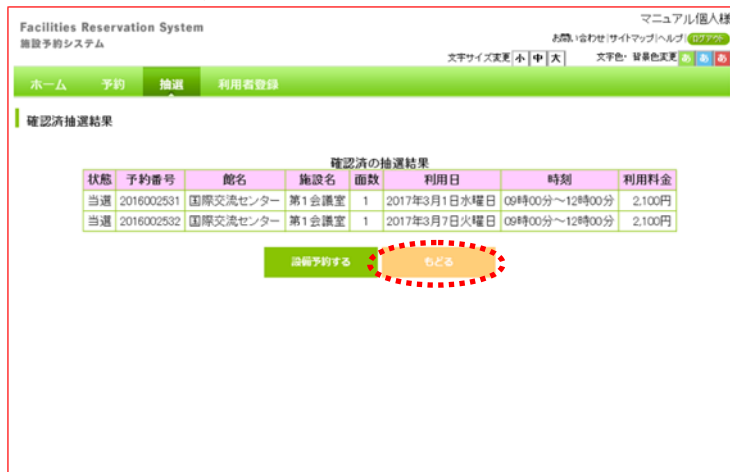 マニュアル個人様
Facilities Reservation System
施設予約システム
お問い合わせ|サイトマップ|ヘルプ| ログアウト
文字サイズ変更 小 中 大 文字色・背景色変更 あ あ あ
ホーム 予約 抽選 利用者登録
確認済抽選結果
確認済の抽選結果
状態 予約番号 館名 施設名 面数 利用日 時刻 利用料金
当選 2016002531 国際交流センター 第1会議室 1 2017年3月1日水曜日 09時00分~12時00分 2,100円
当選 2016002532 国際交流センター 第1会議室 1 2017年3月7日火曜日 09時00分~12時00分 2,100円
設備予約する もどる